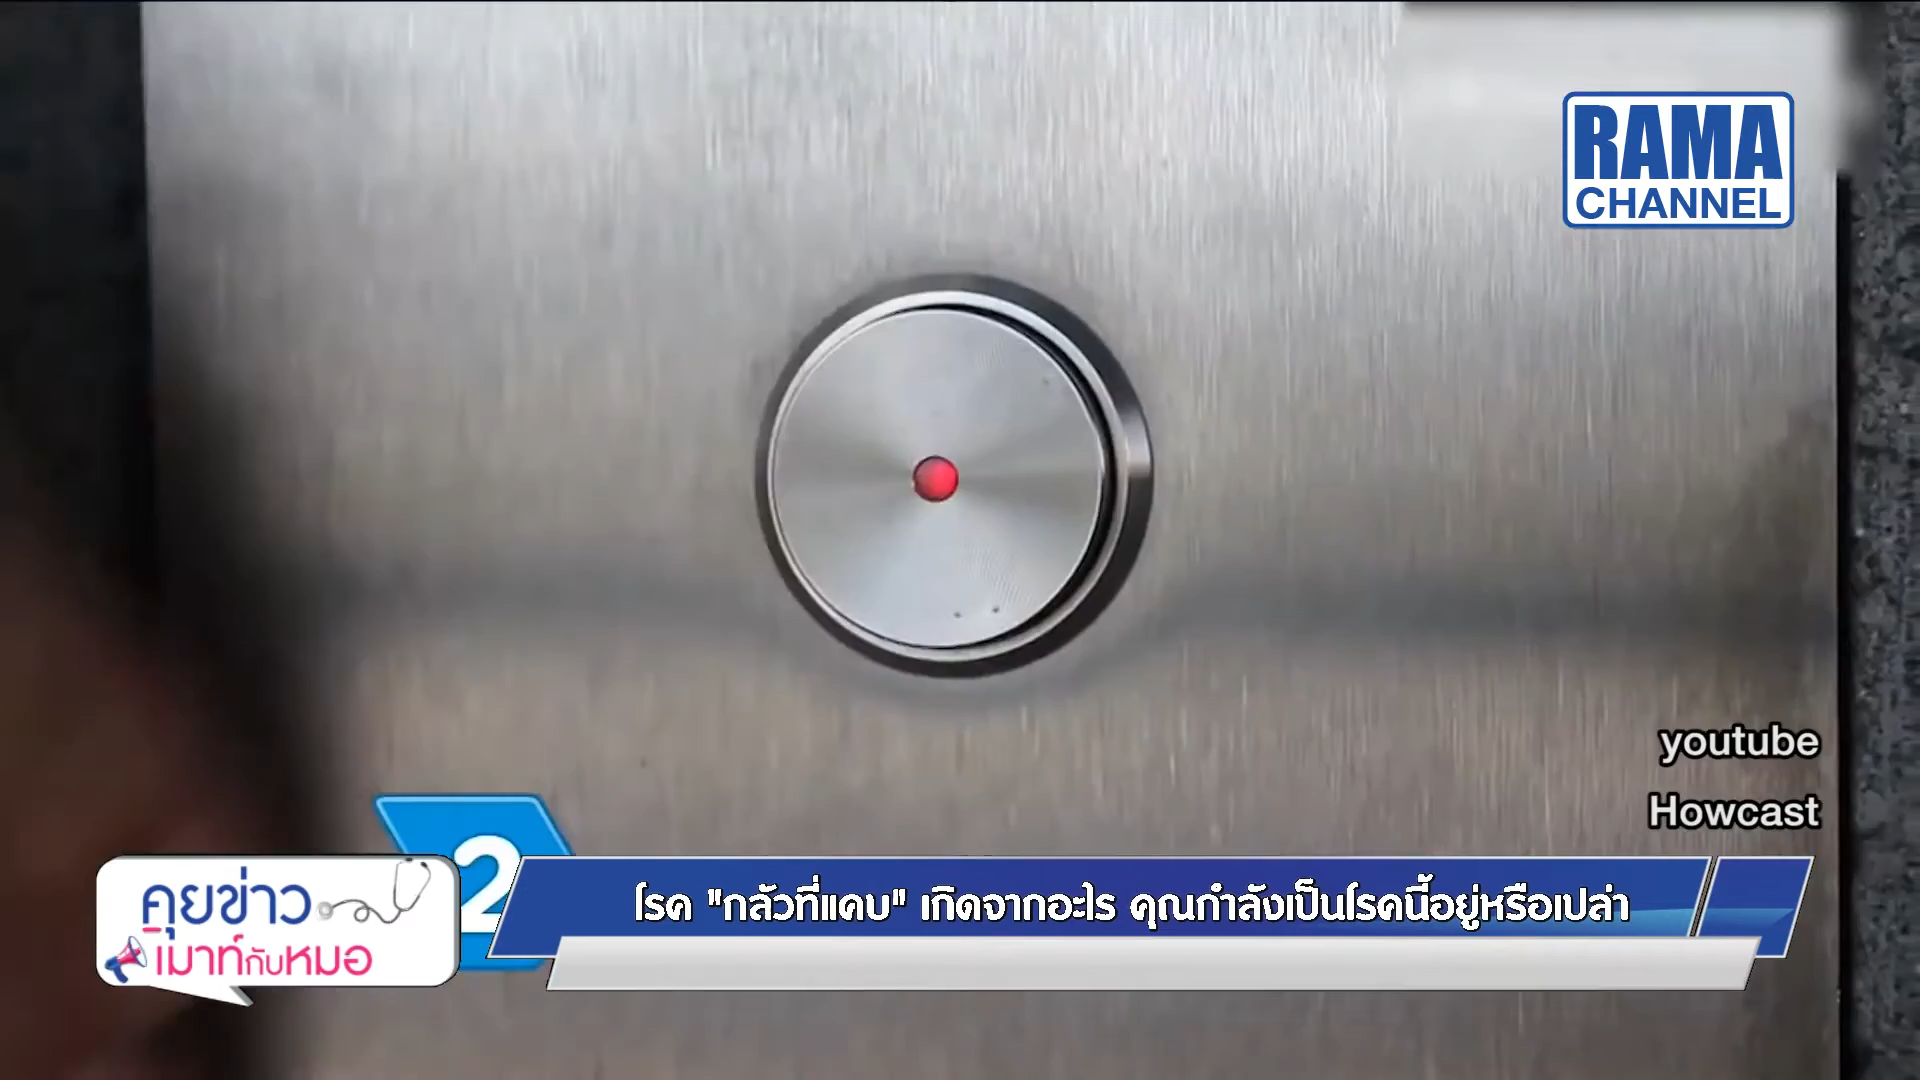 RAMA
CHANNEL
youtube
Howcast
2
คุยข่าว
เมาท์กับหมอ
โรค "กลัวที่แคบ" เกิดจากอะไร คุณกำลังเป็นโรคนี้อยู่หรือเปล่า